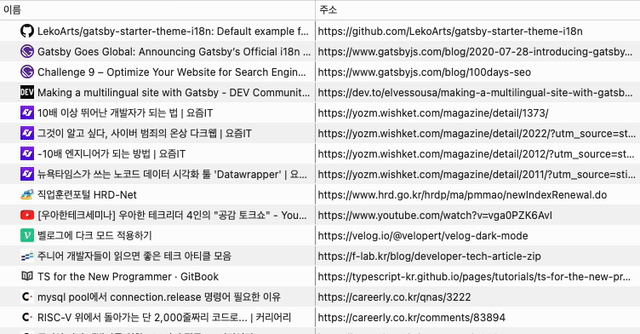 이름 주소
LekoArts/gatsby-starter-theme-i18n: Default example f... https://github.com/LekoArts/gatsby-starter-theme-i18n
Gatsby Goes Global: Announcing Gatsby's Official i18n ... https://www.gatsbyjs.com/blog/2020-07-28-introducing-gatsby...
Challenge 9 – Optimize Your Website for Search Engin... https://www.gatsbyjs.com/blog/100days-seo
DEV Making a multilingual site with Gatsby - DEV Communit... https://dev.to/elvessousa/making-a-multilingual-site-with-gatsb...
10배 이상 뛰어난 개발자가 되는 법 | 요즘IT https://yozm.wishket.com/magazine/detail/1373/
그것이 알고 싶다, 사이버 범죄의 온상 다크웹 | 요즘IT https://yozm.wishket.com/magazine/detail/2022/?utm_source=sti...
-10배 엔지니어가 되는 방법 | 요즘IT https://yozm.wishket.com/magazine/detail/2012/?utm_source=sti...
뉴욕타임스가 쓰는 노코드 데이터 시각화 툴 'Datawrapper' | 요... https://yozm.wishket.com/magazine/detail/2011/?utm_source=sti...
직업훈련포털 HRD-Net https://www.hrd.go.kr/hrdp/ma/pmmao/newIndexRenewal.do
[우아한테크세미나] 우아한 테크리더 4인의 "공감 토크쇼" - You... https://www.youtube.com/watch?v=vga0PZK6AvI
벨로그에 다크 모드 적용하기 https://velog.io/@velopert/velog-dark-mode
주니어 개발자들이 읽으면 좋은 테크 아티클 모음 https://f-lab.kr/blog/developer-tech-article-zip
TS for the New Programmer · GitBook https://typescript-kr.github.io/pages/tutorials/ts-for-the-new-pr...
mysql pool에서 connection.release 명령어 필요한 이유 https://careerly.co.kr/qnas/3222
RISC-V 위에서 돌아가는 단 2,000줄짜리 코드로... | 커리어리 https://careerly.co.kr/comments/83894